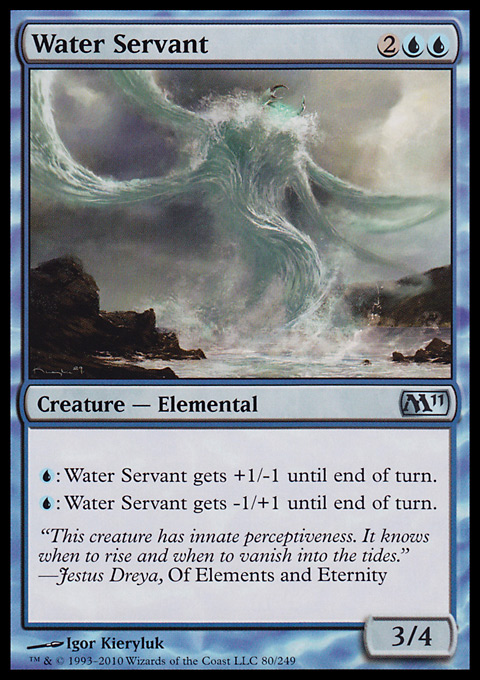 Water Servant 2
Creature — Elemental M11
: Water Servant gets +1/-1 until end of turn.
: Water Servant gets -1/+1 until end of turn.
“This creature has innate perceptiveness. It knows
when to rise and when to vanish into the tides.”
—Jestus Dreya, Of Elements and Eternity
Igor Kieryluk
3/4
™ & © 1993–2010 Wizards of the Coast LLC 80/249